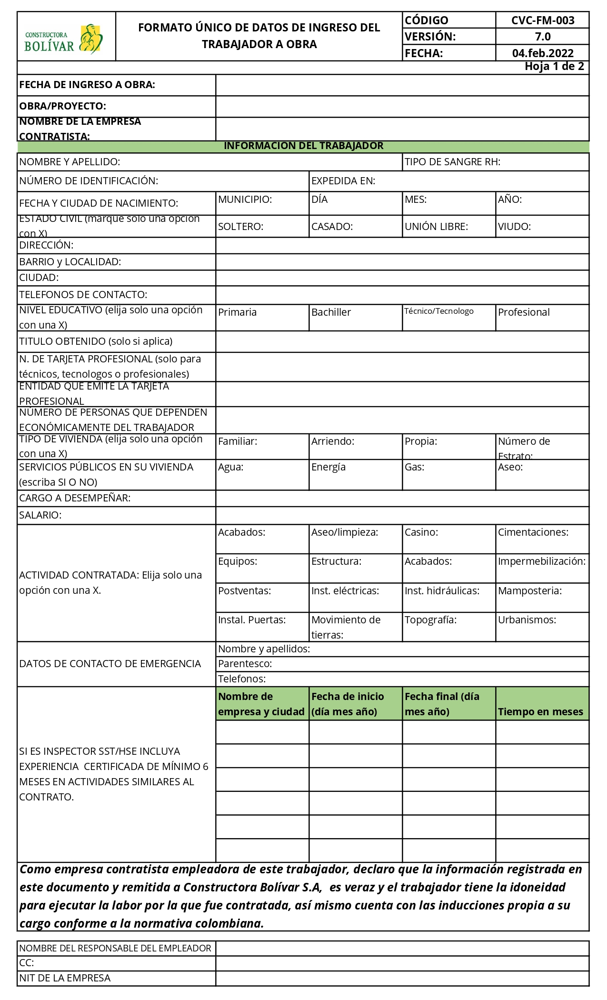 CONSTRUCTORA
BOLÍVAR
FORMATO ÚNICO DE DATOS DE INGRESO DEL
TRABAJADOR A OBRA
CÓDIGO CVC-FM-003
VERSIÓN: 7.0
FECHA: 04.feb.2022
Hoja 1 de 2
FECHA DE INGRESO A OBRA:
OBRA/PROYECTO:
NOMBRE DE LA EMPRESA
CONTRATISTA:
INFORMACIÓN DEL TRABAJADOR
NOMBRE Y APELLIDO: TIPO DE SANGRE RH:
NÚMERO DE IDENTIFICACIÓN: EXPEDIDA EN:
FECHA Y CIUDAD DE NACIMIENTO: MUNICIPIO: DÍA MES: AÑO:
ESTADO CIVIL (marque solo una opción
con X)
SOLTERO: CASADO: UNIÓN LIBRE: VIUDO:
DIRECCIÓN:
BARRIO y LOCALIDAD:
CIUDAD:
TELEFONOS DE CONTACTO:
NIVEL EDUCATIVO (elija solo una opción
con una X)
Primaria Bachiller Técnico/Tecnologo Profesional
TITULO OBTENIDO (solo si aplica)
N. DE TARJETA PROFESIONAL (solo para
técnicos, tecnologos o profesionales)
ENTIDAD QUE EMITE LA TARJETA
PROFESIONAL
NÚMERO DE PERSONAS QUE DEPENDEN
ECONÓMICAMENTE DEL TRABAJADOR
TIPO DE VIVIENDA (elija solo una opción
con una X)
Familiar: Arriendo: Propia: Número de
Estrato:
SERVICIOS PÚBLICOS EN SU VIVIENDA
(escriba SI O NO)
Agua: Energía Gas: Aseo:
CARGO A DESEMPEÑAR:
SALARIO:
ACTIVIDAD CONTRATADA: Elija solo una
opción con una X.
Acabados: Aseo/limpieza: Casino: Cimentaciones:
Equipos: Estructura: Acabados: Impermebilización:
Postventas: Inst. eléctricas: Inst. hidráulicas: Mamposteria:
Instal. Puertas: Movimiento de
tierras:
Topografía: Urbanismos:
DATOS DE CONTACTO DE EMERGENCIA
Nombre y apellidos:
Parentesco:
Telefonos:
SI ES INSPECTOR SST/HSE INCLUYA
EXPERIENCIA  CERTIFICADA DE MÍNIMO 6
MESES EN ACTIVIDADES SIMILARES AL
CONTRATO.
Nombre de
empresa y ciudad
Fecha de inicio
(día mes año)
Fecha final (día
mes año)
Tiempo en meses
Como empresa contratista empleadora de este trabajador, declaro que la información registrada en
este documento y remitida a Constructora Bolívar S.A,  es veraz y el trabajador tiene la idoneidad
para ejecutar la labor por la que fue contratada, así mismo cuenta con las inducciones propia a su
cargo conforme a la normativa colombiana.
NOMBRE DEL RESPONSABLE DEL EMPLEADOR
CC:
NIT DE LA EMPRESA